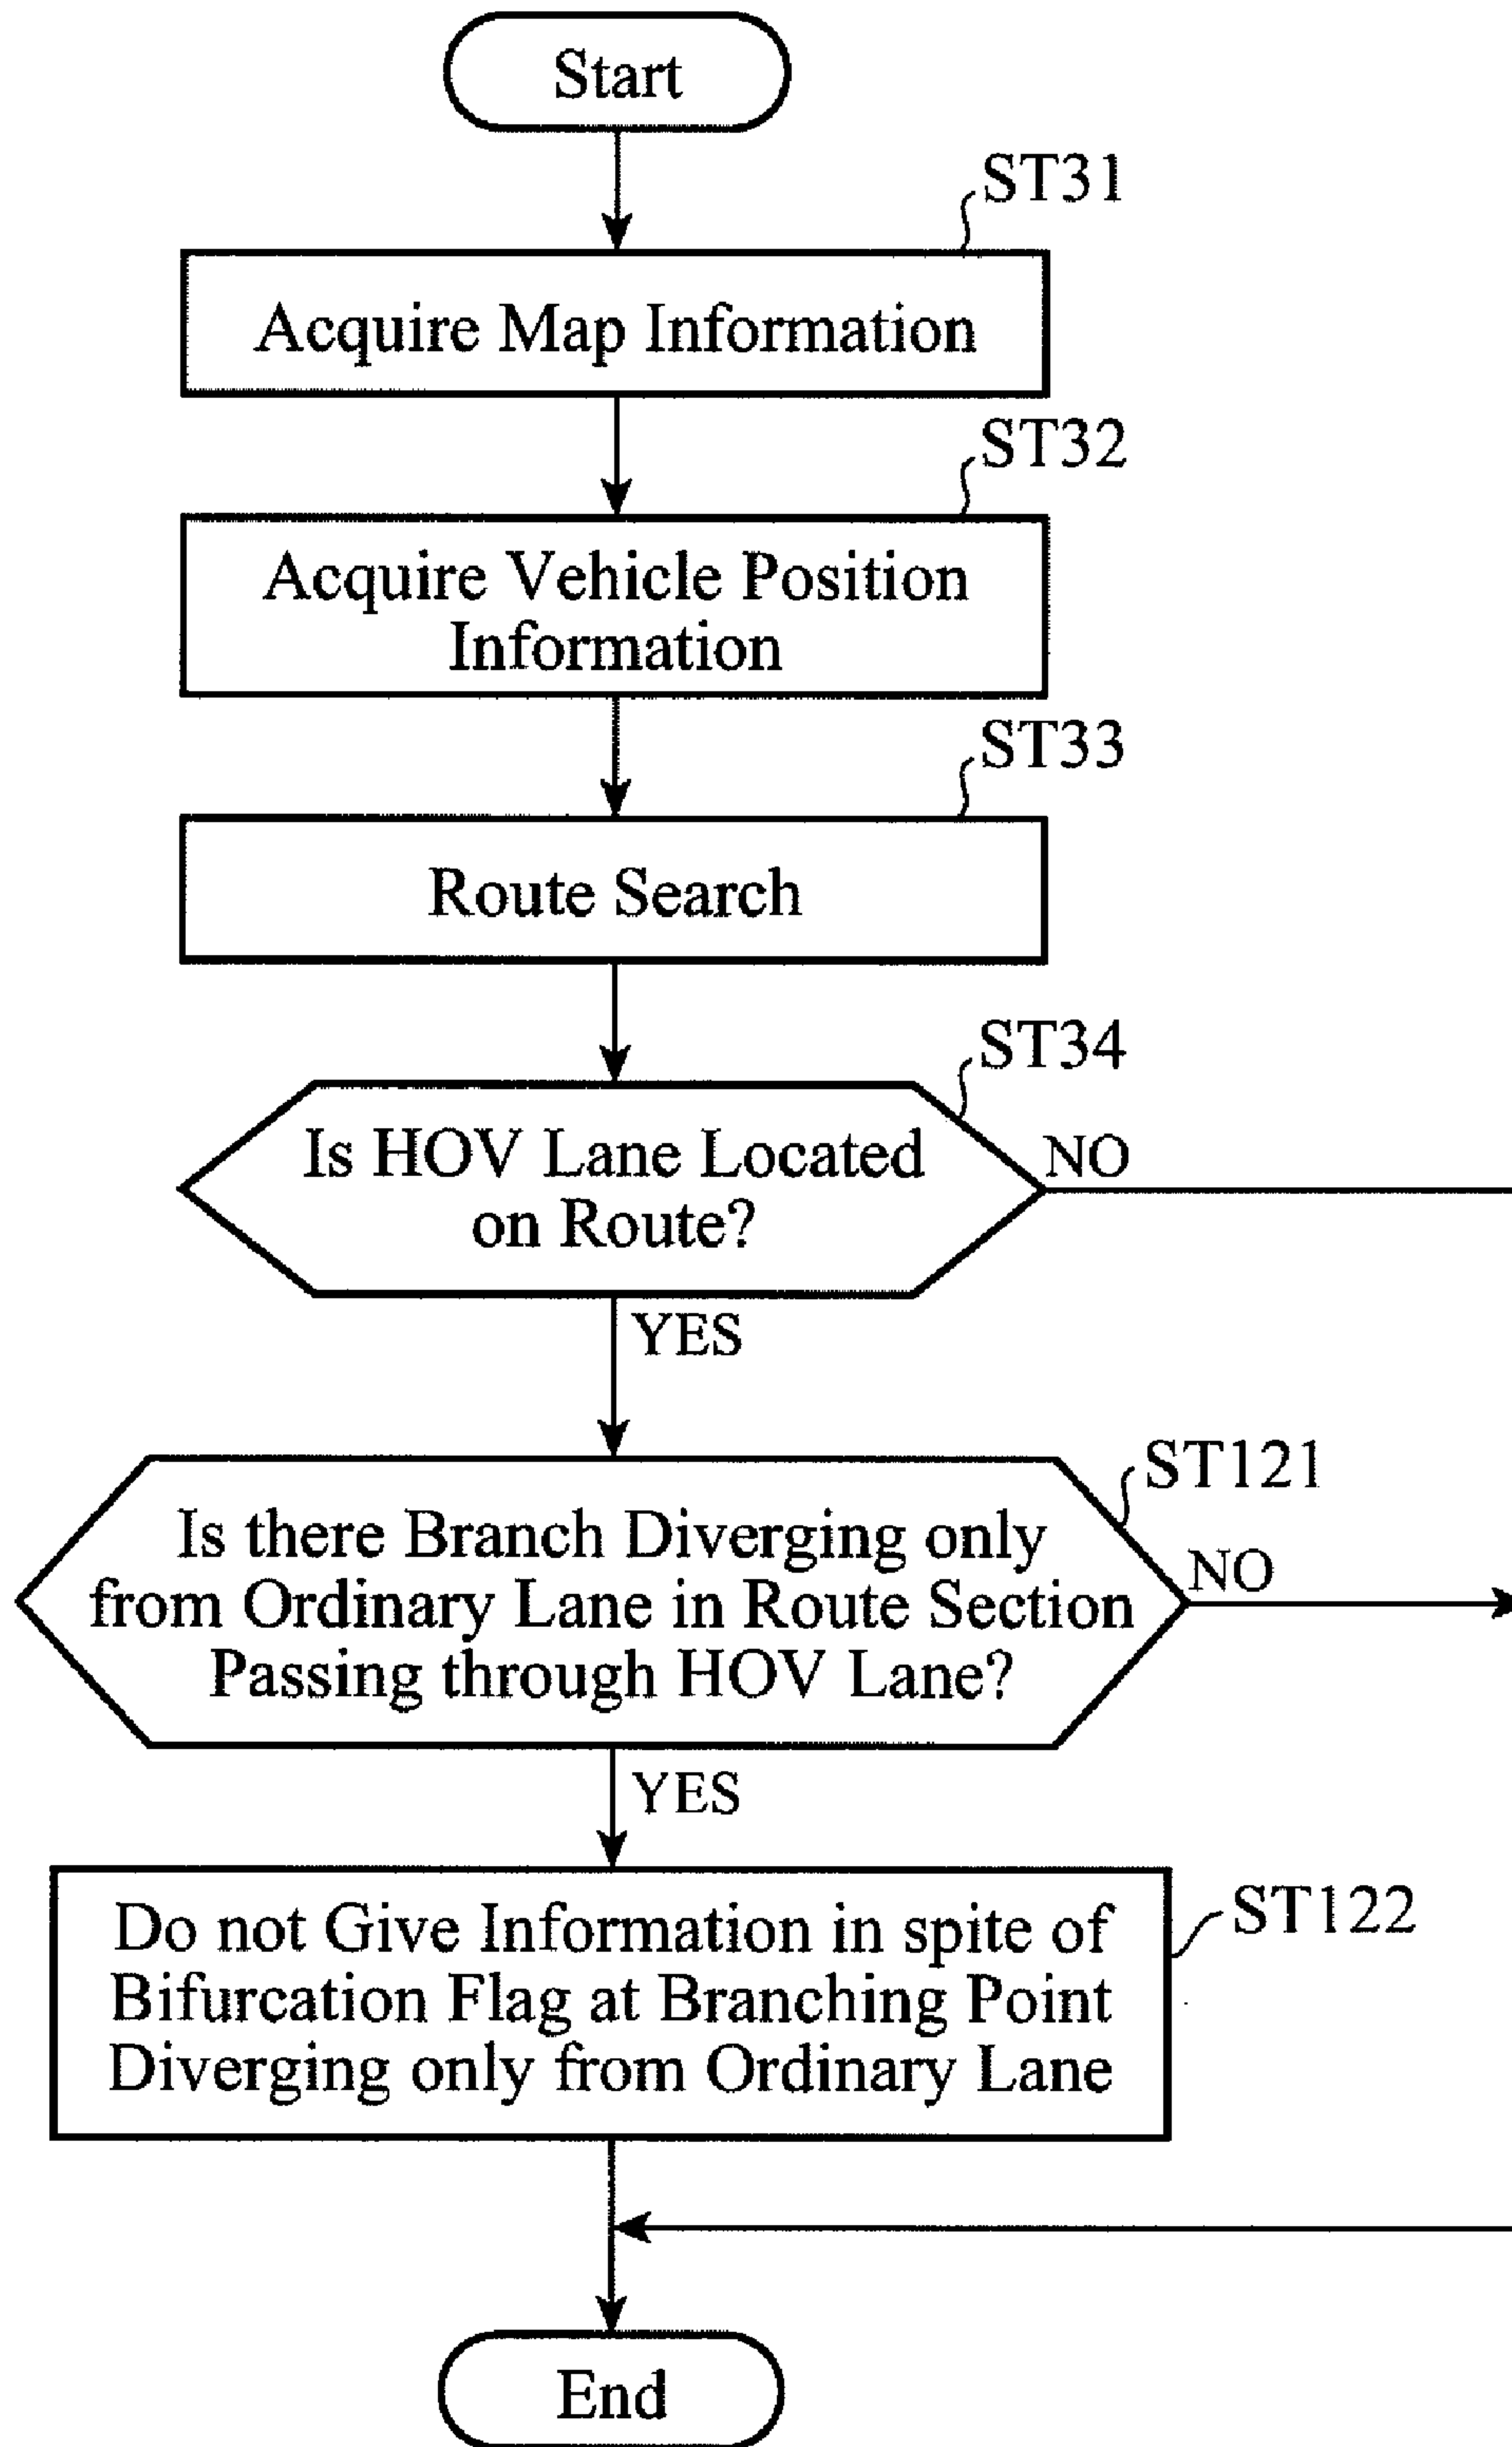 Start
ST31
Acquire Map Information
ST32
Acquire Vehicle Position
Information
ST33
Route Search
ST34
Is HOV Lane Located
on Route?
NO
YES
ST121
Is there Branch Diverging only
from Ordinary Lane in Route Section
Passing through HOV Lane?
NO
YES
ST122
Do not Give Information in spite of
Bifurcation Flag at Branching Point
Diverging only from Ordinary Lane
End